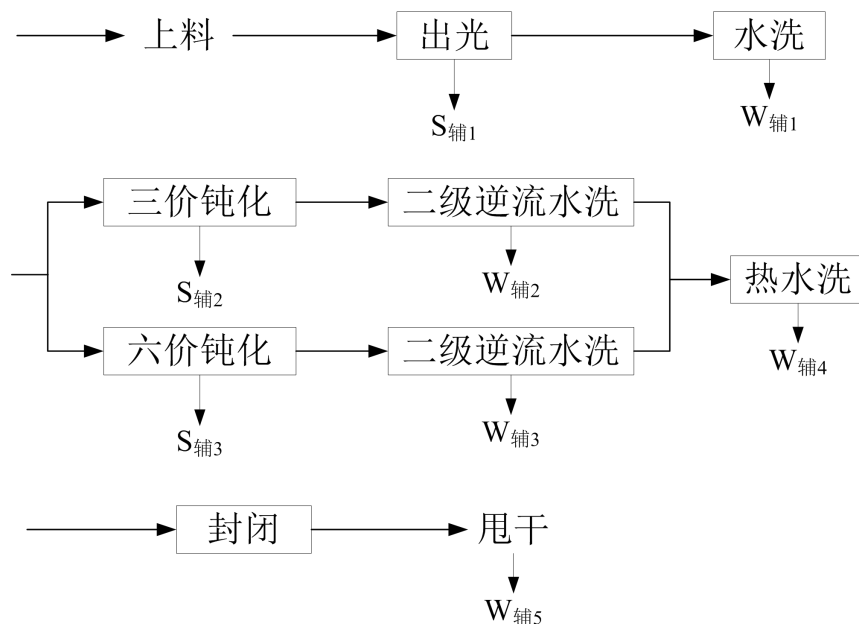 上料
出光
水洗
S辅1
W辅1
三价钝化
二级逆流水洗
S辅2
W辅2
热水洗
六价钝化
二级逆流水洗
W辅4
S辅3
W辅3
封闭
甩干
W辅5